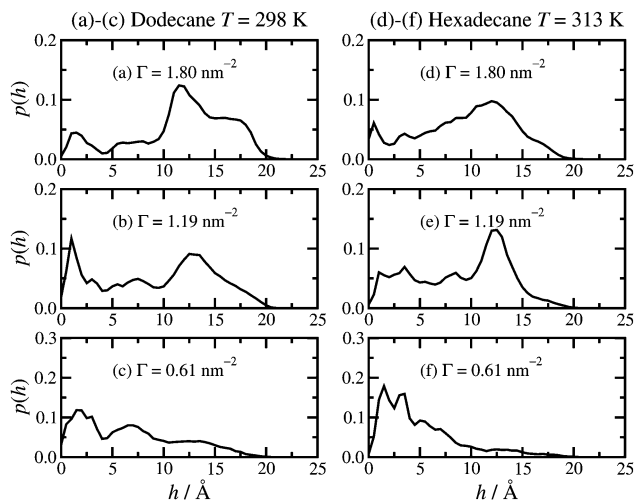 (a)-(c) Dodecane T = 298 K
(d)-(f) Hexadecane T = 313 K
0.2
0.1
0.0
p(h)
(a) Γ = 1.80 nm⁻²
0 5 10 15 20 25
(d) Γ = 1.80 nm⁻²
0 5 10 15 20 25
0.2
0.1
0.0
p(h)
(b) Γ = 1.19 nm⁻²
0 5 10 15 20 25
(e) Γ = 1.19 nm⁻²
0 5 10 15 20 25
0.3
0.2
0.1
0.0
p(h)
(c) Γ = 0.61 nm⁻²
0 5 10 15 20 25
h / Å
(f) Γ = 0.61 nm⁻²
0 5 10 15 20 25
h / Å